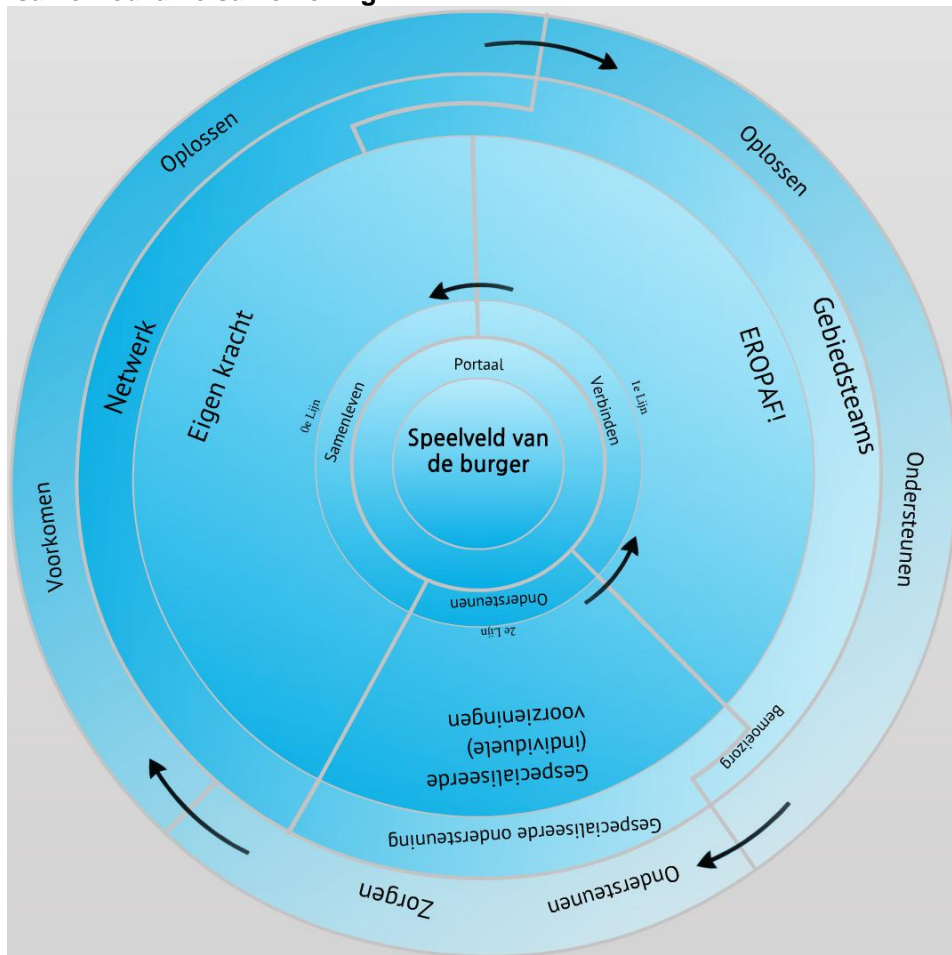 Oplossen
Oplossen
Netwerk
Eigen kracht
Voorkomen
0e Lijn
Samenleven
Portaal
Speelveld van
de burger
Verbinden
1e Lijn
EROPAF!
Gebiedsteams
Ondersteunen
Ondersteunen
2e Lijn
Gespecialiseerde
(individuele)
voorzieningen
Bemoeizorg
Gespecialiseerde ondersteuning
Ondersteunen
Zorgen